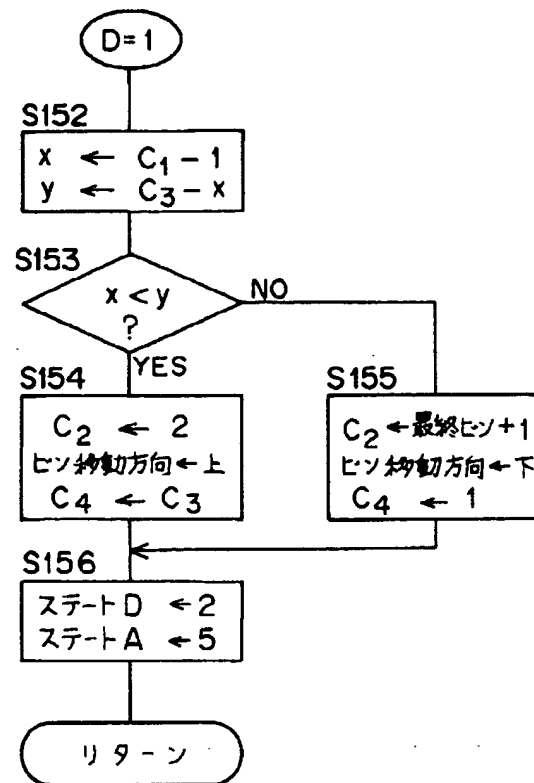 D=1
S152
x ← C₁ - 1
y ← C₃ - x
S153
x < y
?
NO
YES
S154
C₂ ← 2
ピン移動方向←上
C₄ ← C₃
S155
C₂ ←最終ピン+1
ピン移動方向←下
C₄ ← 1
S156
ステートD ←2
ステートA ←5
リターン